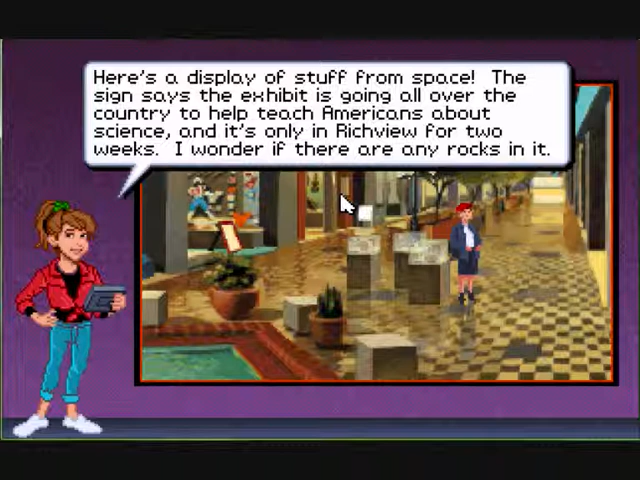 Here's a display of stuff from space!  The
sign says the exhibit is going all over the
country to help teach Americans about
science, and it's only in Richview for two
weeks.  I wonder if there are any rocks in it.